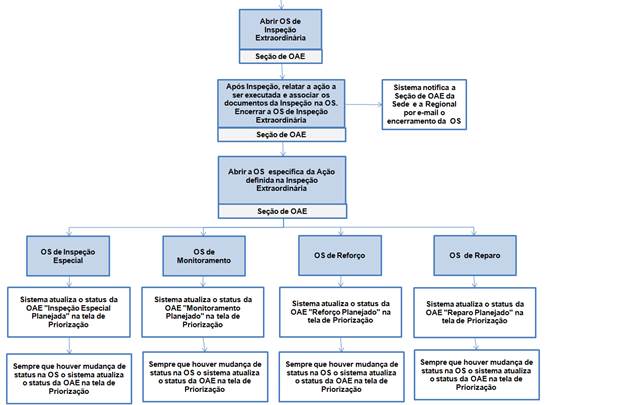 Abrir OS de
Inspeção
Extraordinária
Seção de OAE
Após Inspeção, relatar a ação a
ser executada e associar os
documentos da Inspeção na OS.
Encerrar a OS de Inspeção
Extraordinária
Seção de OAE
Sistema notifica a
Seção de OAE da
Sede e a Regional
por e-mail o
encerramento da OS
Abrir a OS específica da Ação
definida na Inspeção
Extraordinária
Seção de OAE
OS de Inspeção
Especial
OS de
Monitoramento
OS de Reforço
OS de Reparo
Sistema atualiza o status da
OAE "Inspeção Especial
Planejada" na tela de
Priorização
Sistema atualiza o status da
OAE "Monitoramento
Planejado" na tela de
Priorização
Sistema atualiza o status da
OAE "Reforço Planejado" na
tela de Priorização
Sistema atualiza o status da
OAE "Reparo Planejado" na
tela de Priorização
Sempre que houver mudança de
status na OS o sistema atualiza
o status da OAE na tela de
Priorização
Sempre que houver mudança de
status na OS o sistema atualiza
o status da OAE na tela de
Priorização
Sempre que houver mudança de
status na OS o sistema atualiza
o status da OAE na tela de
Priorização
Sempre que houver mudança de
status na OS o sistema atualiza
o status da OAE na tela de
Priorização